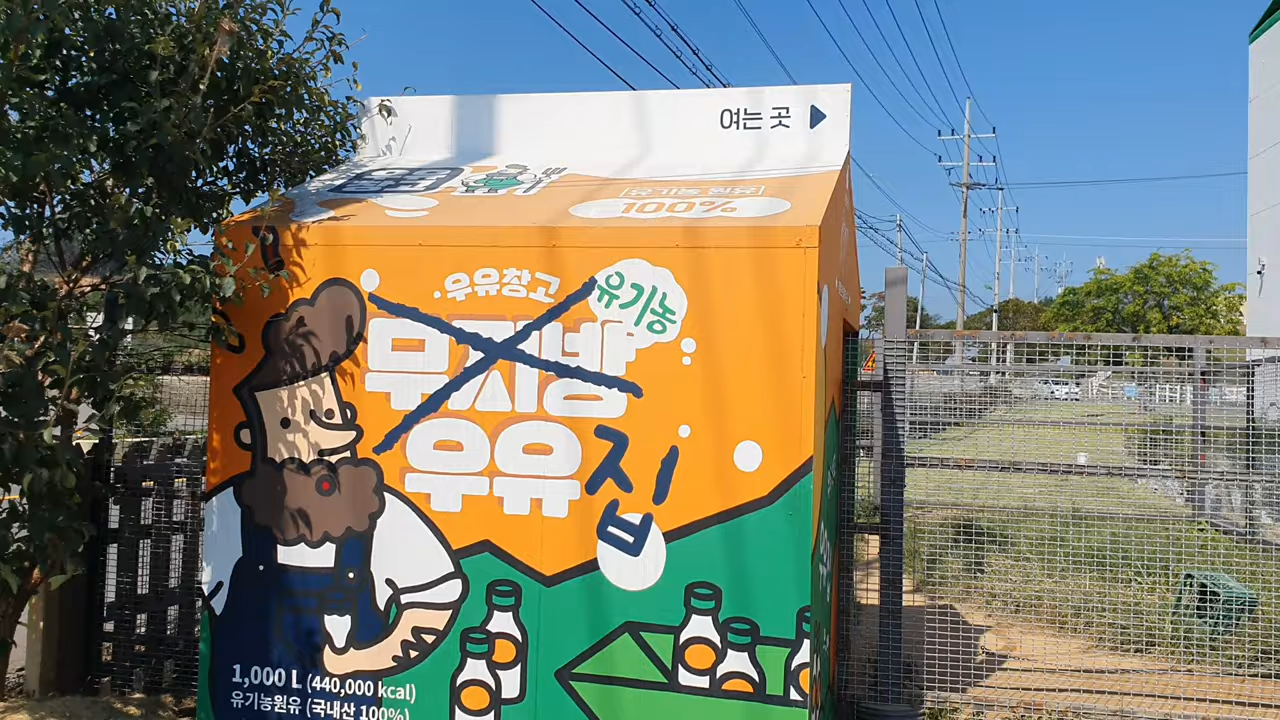 여는 곳
유기농 원유
100%
우유창고
유기농
무지방
우유집
1,000 L (440,000 kcal)
유기농원유 (국내산 100%)